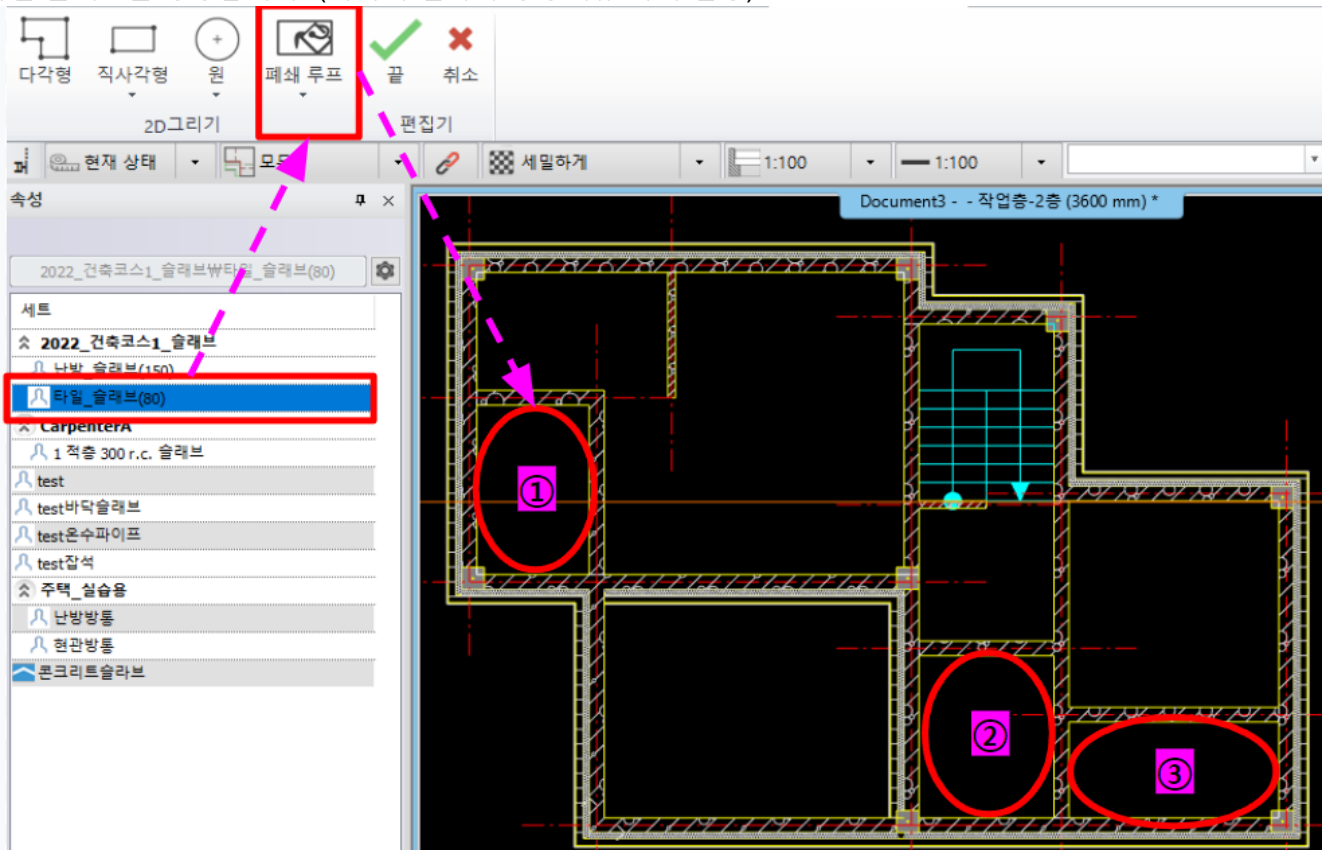 다각형 직사각형 원 폐쇄 루프 끝 취소
2D그리기 편집기
현재 상태 세밀하게 1:100 1:100
속성
Document3 - - 작업층-2층 (3600 mm) *
2022_건축코스1_슬래브₩타일_슬래브(80)
세트
2022_건축코스1_슬래브
난방_슬래브(150)
타일_슬래브(80)
CarpenterA
1 적층 300 r.c. 슬래브
test
test바닥슬래브
test온수파이프
test잡석
주택_실습용
난방방통
현관방통
콘크리트슬라브
①
②
③